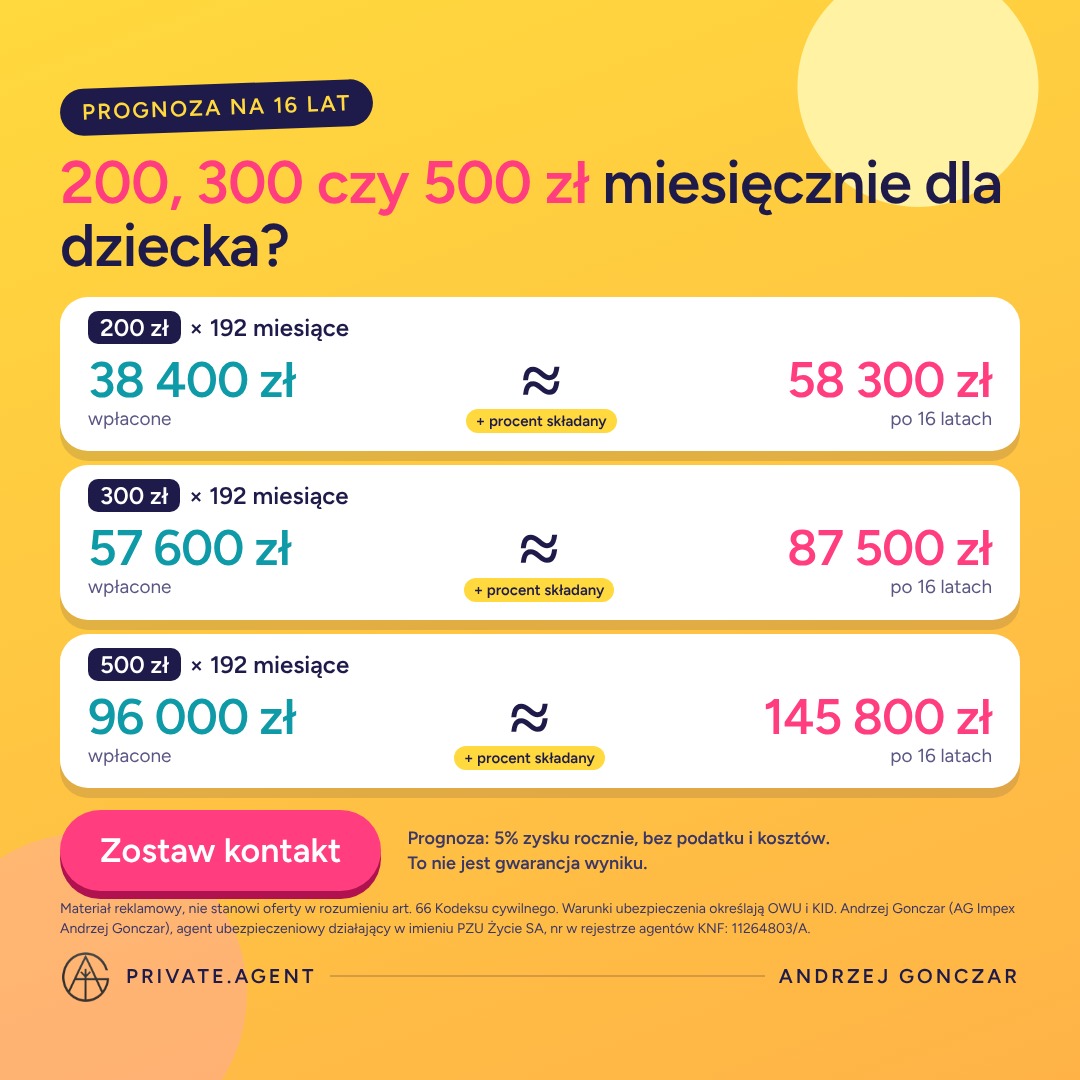 PROGNOZA NA 16 LAT
200, 300 czy 500 zł miesięcznie dla
dziecka?
200 zł × 192 miesiące
38 400 zł ≈ 58 300 zł
wpłacone + procent składany po 16 latach
300 zł × 192 miesiące
57 600 zł ≈ 87 500 zł
wpłacone + procent składany po 16 latach
500 zł × 192 miesiące
96 000 zł ≈ 145 800 zł
wpłacone + procent składany po 16 latach
Zostaw kontakt
Prognoza: 5% zysku rocznie, bez podatku i kosztów.
To nie jest gwarancja wyniku.
Materiał reklamowy, nie stanowi oferty w rozumieniu art. 66 Kodeksu cywilnego. Warunki ubezpieczenia określają OWU i KID. Andrzej Gonczar (AG Impex
Andrzej Gonczar), agent ubezpieczeniowy działający w imieniu PZU Życie SA, nr w rejestrze agentów KNF: 11264803/A.
PRIVATE.AGENT ANDRZEJ GONCZAR